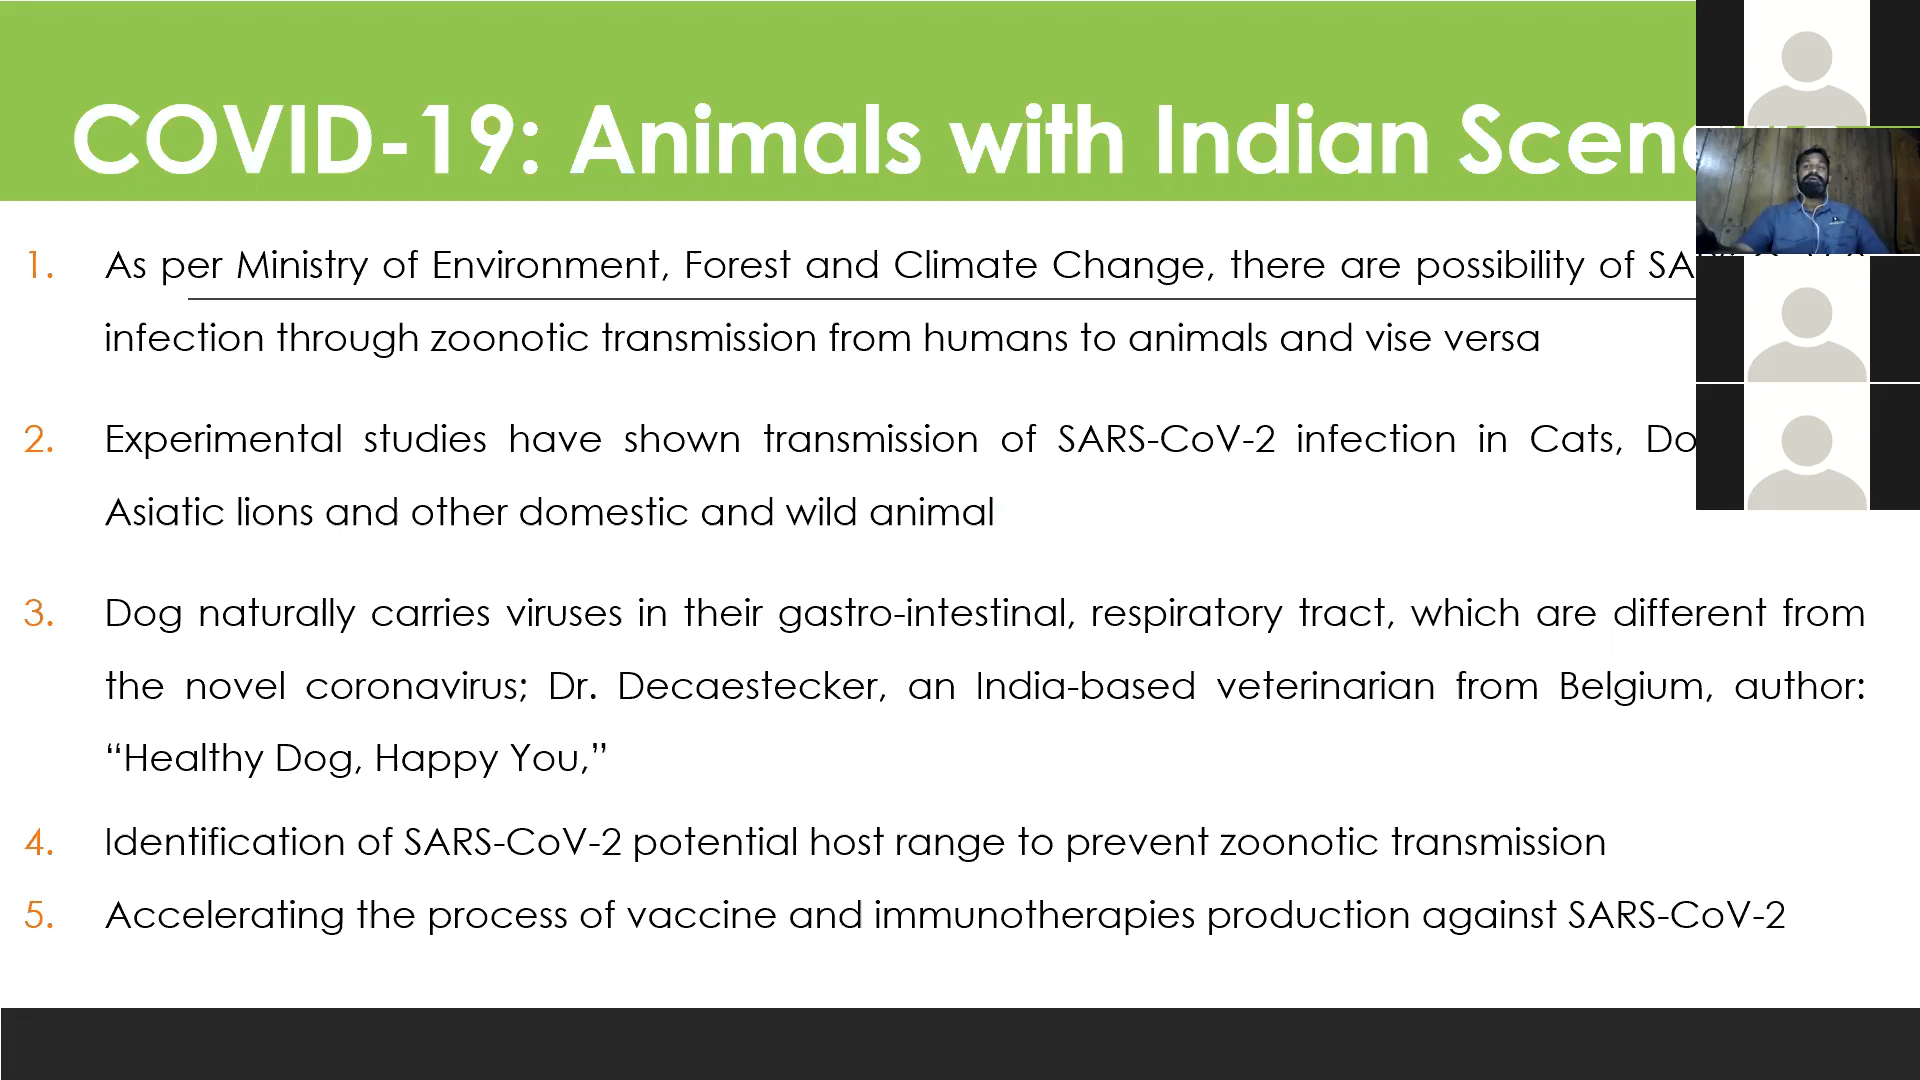 COVID-19: Animals with Indian
1. As per Ministry of Environment, Forest and Climate Change, there are possibility of
infection through zoonotic transmission from humans to animals and vise versa
2. Experimental studies have shown transmission of SARS-CoV-2 infection in Cats,
Asiatic lions and other domestic and wild animal
3. Dog naturally carries viruses in their gastro-intestinal, respiratory tract, which are different from
the novel coronavirus; Dr. Decaestecker, an India-based veterinarian from Belgium, author:
“Healthy Dog, Happy You,”
4. Identification of SARS-CoV-2 potential host range to prevent zoonotic transmission
5. Accelerating the process of vaccine and immunotherapies production against SARS-CoV-2